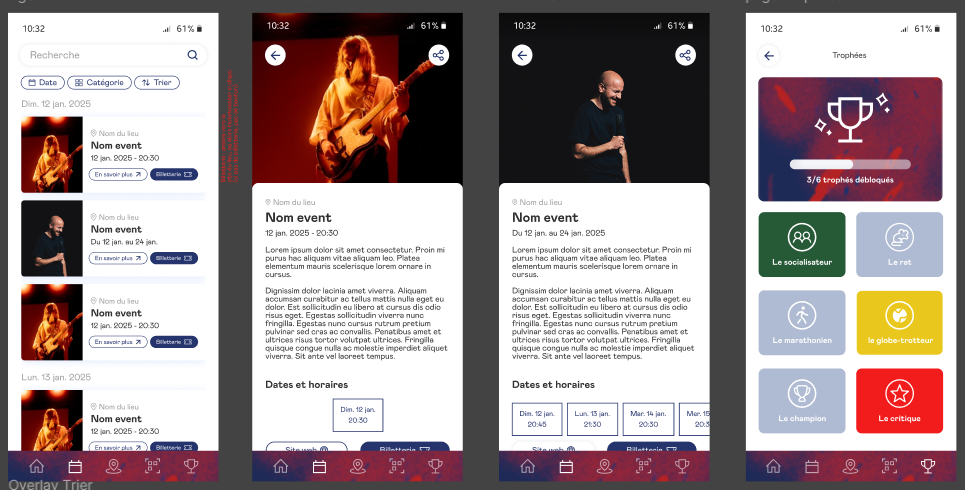 10:32
61%
Recherche
Date
Catégorie
Trier
Dim. 12 jan. 2025
Nom du lieu
Nom event
12 jan. 2025 - 20:30
En savoir plus
Billetterie
Nom du lieu
Nom event
Du 12 jan. au 24 jan.
En savoir plus
Billetterie
Nom du lieu
Nom event
12 jan. 2025 - 20:30
En savoir plus
Billetterie
Lun. 13 jan. 2025
Nom du lieu
Nom event
12 jan. 2025 - 20:30
En savoir plus
Billetterie
Overlay Trier
10:32
61%
Nom du lieu
Nom event
12 jan. 2025 - 20:30
Lorem ipsum dolor sit amet consectetur. Proin mi
purus hac aliquam vitae aliquam leo. Platea
elementum mauris scelerisque lorem ornare in
cursus.
Dignissim dolor lacinia amet viverra. Aliquam
accumsan curabitur ac tellus mattis nulla eget eu
dolor. Est sollicitudin eu libero at cursus dis odio
risus eget. Egestas sollicitudin viverra nunc
fringilla. Egestas nunc cursus rutrum pretium
pulvinar sed cras ac convallis. Penatibus amet et
ultrices risus tortor volutpat ultrices. Fringilla
quisque congue nulla ac molestie imperdiet aliquet
viverra. Sit ante vel laoreet tempus.
Dates et horaires
Dim. 12 jan.
20:30
Site web
Billetterie
10:32
61%
Nom du lieu
Nom event
Du 12 jan. au 24 jan. 2025
Lorem ipsum dolor sit amet consectetur. Proin mi
purus hac aliquam vitae aliquam leo. Platea
elementum mauris scelerisque lorem ornare in
cursus.
Dignissim dolor lacinia amet viverra. Aliquam
accumsan curabitur ac tellus mattis nulla eget eu
dolor. Est sollicitudin eu libero at cursus dis odio
risus eget. Egestas sollicitudin viverra nunc
fringilla. Egestas nunc cursus rutrum pretium
pulvinar sed cras ac convallis. Penatibus amet et
ultrices risus tortor volutpat ultrices. Fringilla
quisque congue nulla ac molestie imperdiet aliquet
viverra. Sit ante vel laoreet tempus.
Dates et horaires
Dim. 12 jan.
20:45
Lun. 13 jan.
21:30
Mar. 14 jan.
20:30
Mer. 15
20:3
Site web
Billetterie
10:32
61%
Trophées
3/6 trophés débloqués
Le socialisateur
Le rat
Le marathonien
le globe-trotteur
Le champion
Le critique